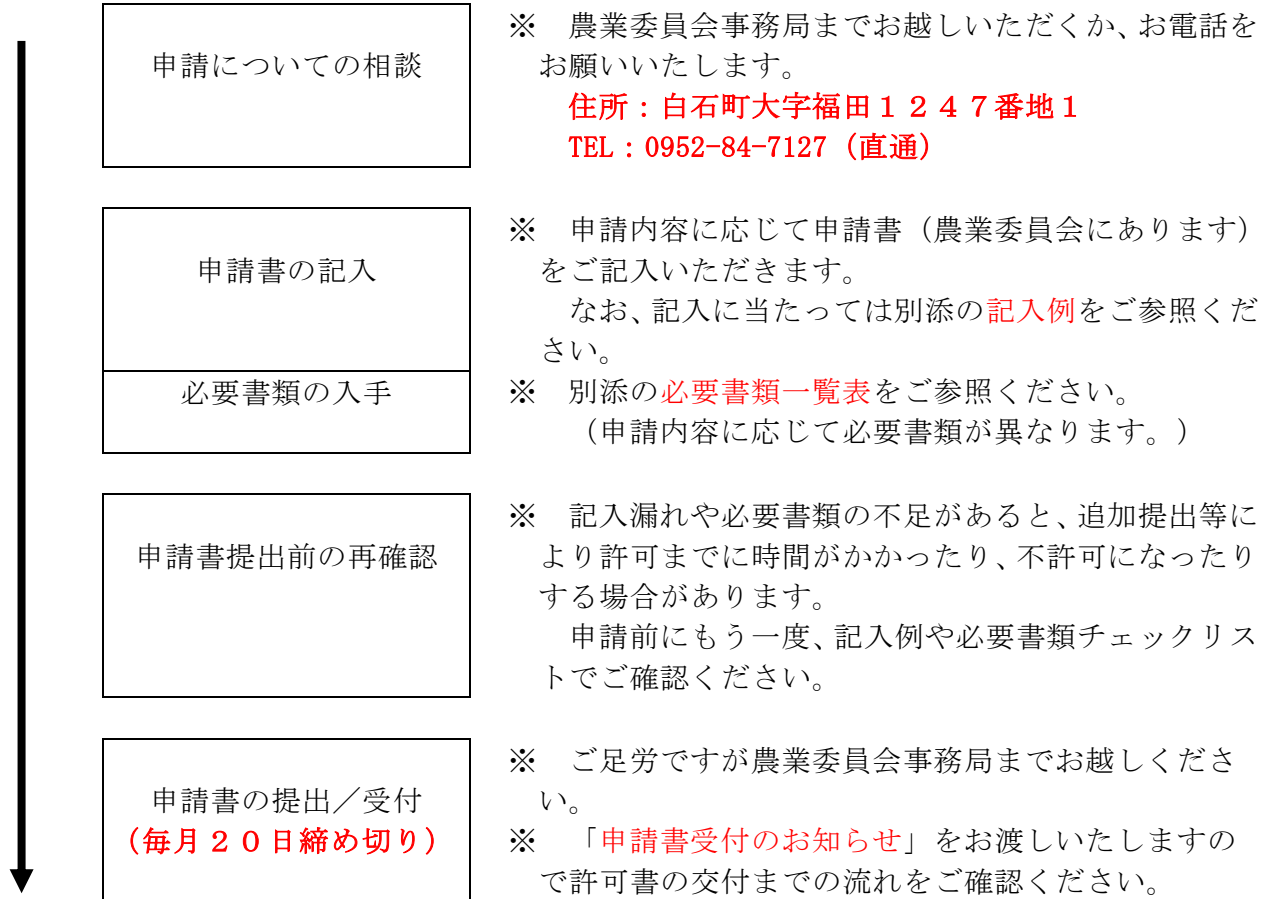 申請についての相談
※　農業委員会事務局までお越しいただくか、お電話を
お願いいたします。
住所：白石町大字福田１２４７番地１
TEL：0952-84-7127（直通）
申請書の記入
※　申請内容に応じて申請書（農業委員会にあります）
をご記入いただきます。
なお、記入に当たっては別添の記入例をご参照くだ
さい。
必要書類の入手
※　別添の必要書類一覧表をご参照ください。
（申請内容に応じて必要書類が異なります。）
申請書提出前の再確認
※　記入漏れや必要書類の不足があると、追加提出等に
より許可までに時間がかかったり、不許可になったり
する場合があります。
申請前にもう一度、記入例や必要書類チェックリス
トでご確認ください。
申請書の提出／受付
（毎月２０日締め切り）
※　ご足労ですが農業委員会事務局までお越しくださ
い。
※　「申請書受付のお知らせ」をお渡しいたしますの
で許可書の交付までの流れをご確認ください。